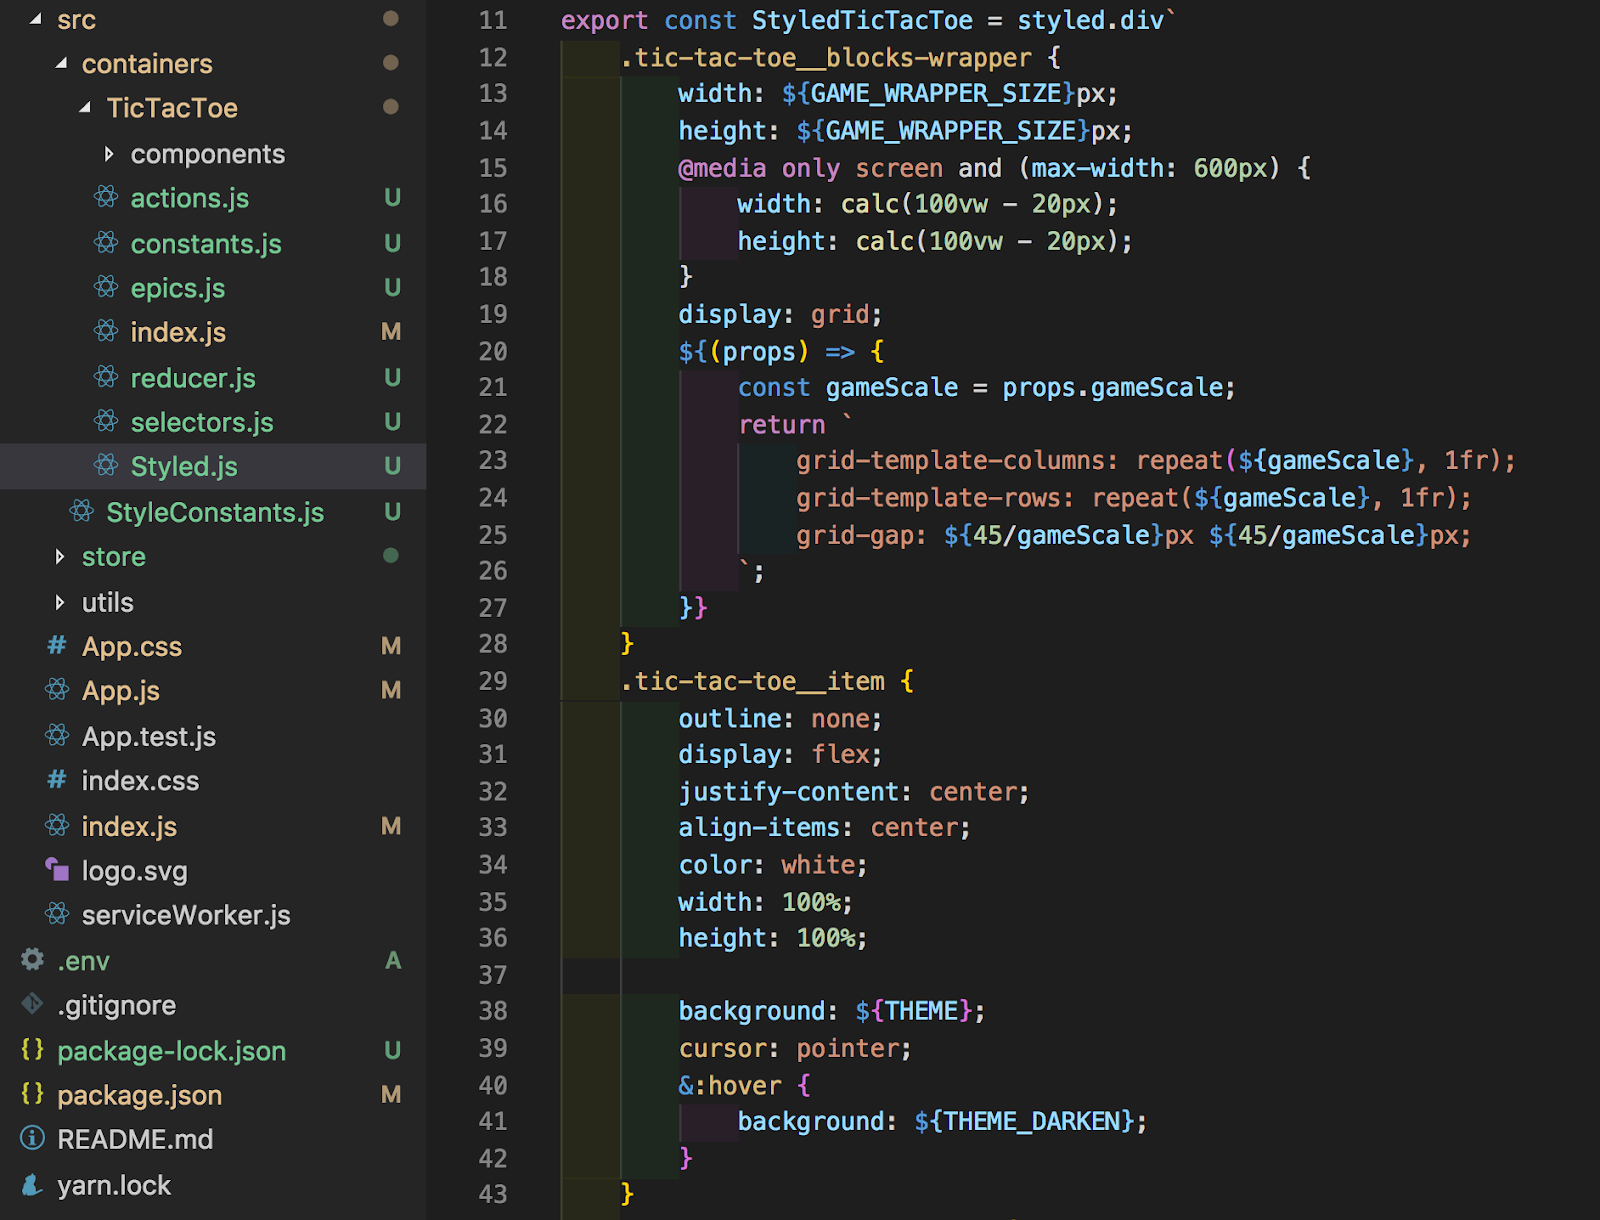 src
containers
TicTacToe
components
actions.js U
constants.js U
epics.js U
index.js M
reducer.js U
selectors.js U
Styled.js U
StyleConstants.js U
store
utils
# App.css M
App.js M
App.test.js
# index.css
index.js M
logo.svg
serviceWorker.js
.env A
.gitignore
{} package-lock.json U
{} package.json M
README.md
yarn.lock
11 export const StyledTicTacToe = styled.div`
12     .tic-tac-toe__blocks-wrapper {
13         width: ${GAME_WRAPPER_SIZE}px;
14         height: ${GAME_WRAPPER_SIZE}px;
15         @media only screen and (max-width: 600px) {
16             width: calc(100vw - 20px);
17             height: calc(100vw - 20px);
18         }
19         display: grid;
20         ${(props) => {
21             const gameScale = props.gameScale;
22             return `
23                 grid-template-columns: repeat(${gameScale}, 1fr);
24                 grid-template-rows: repeat(${gameScale}, 1fr);
25                 grid-gap: ${45/gameScale}px ${45/gameScale}px;
26             `;
27         }}
28     }
29     .tic-tac-toe__item {
30         outline: none;
31         display: flex;
32         justify-content: center;
33         align-items: center;
34         color: white;
35         width: 100%;
36         height: 100%;
37
38         background: ${THEME};
39         cursor: pointer;
40         &:hover {
41             background: ${THEME_DARKEN};
42         }
43     }